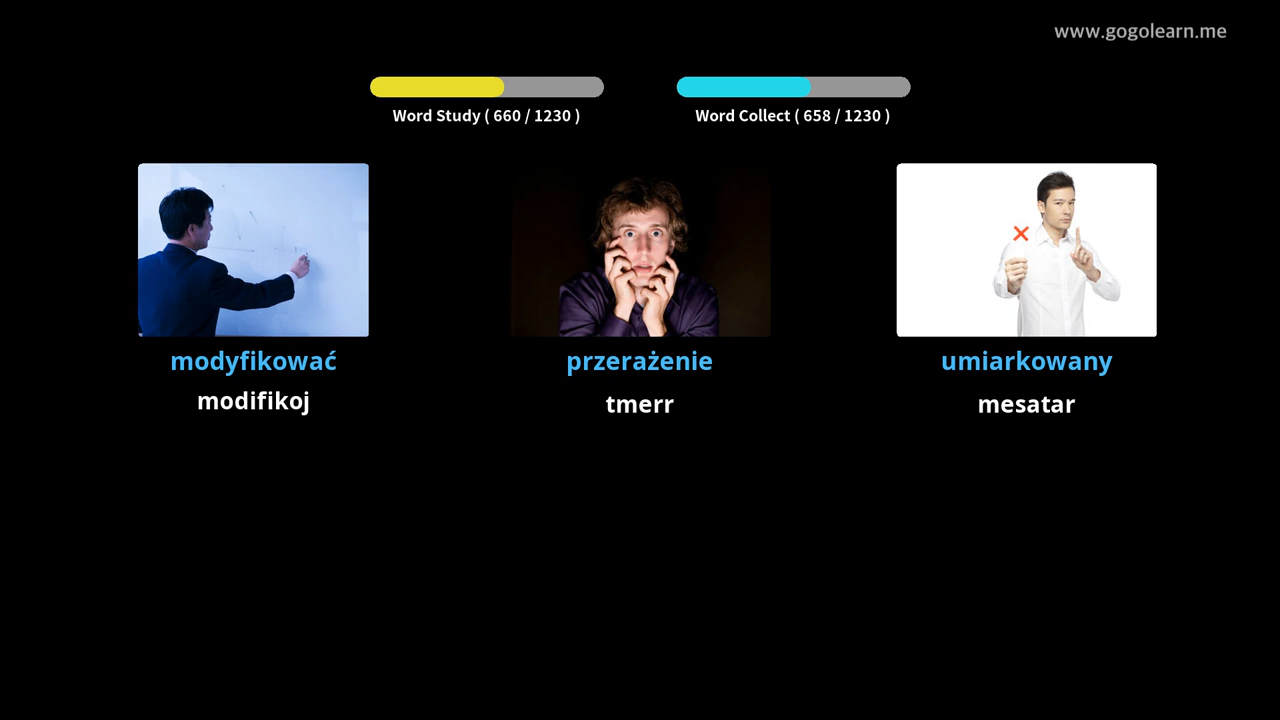 www.gogolearn.me
Word Study ( 660 / 1230 )
Word Collect ( 658 / 1230 )
modyfikować
przerażenie
umiarkowany
modifikoj
tmerr
mesatar